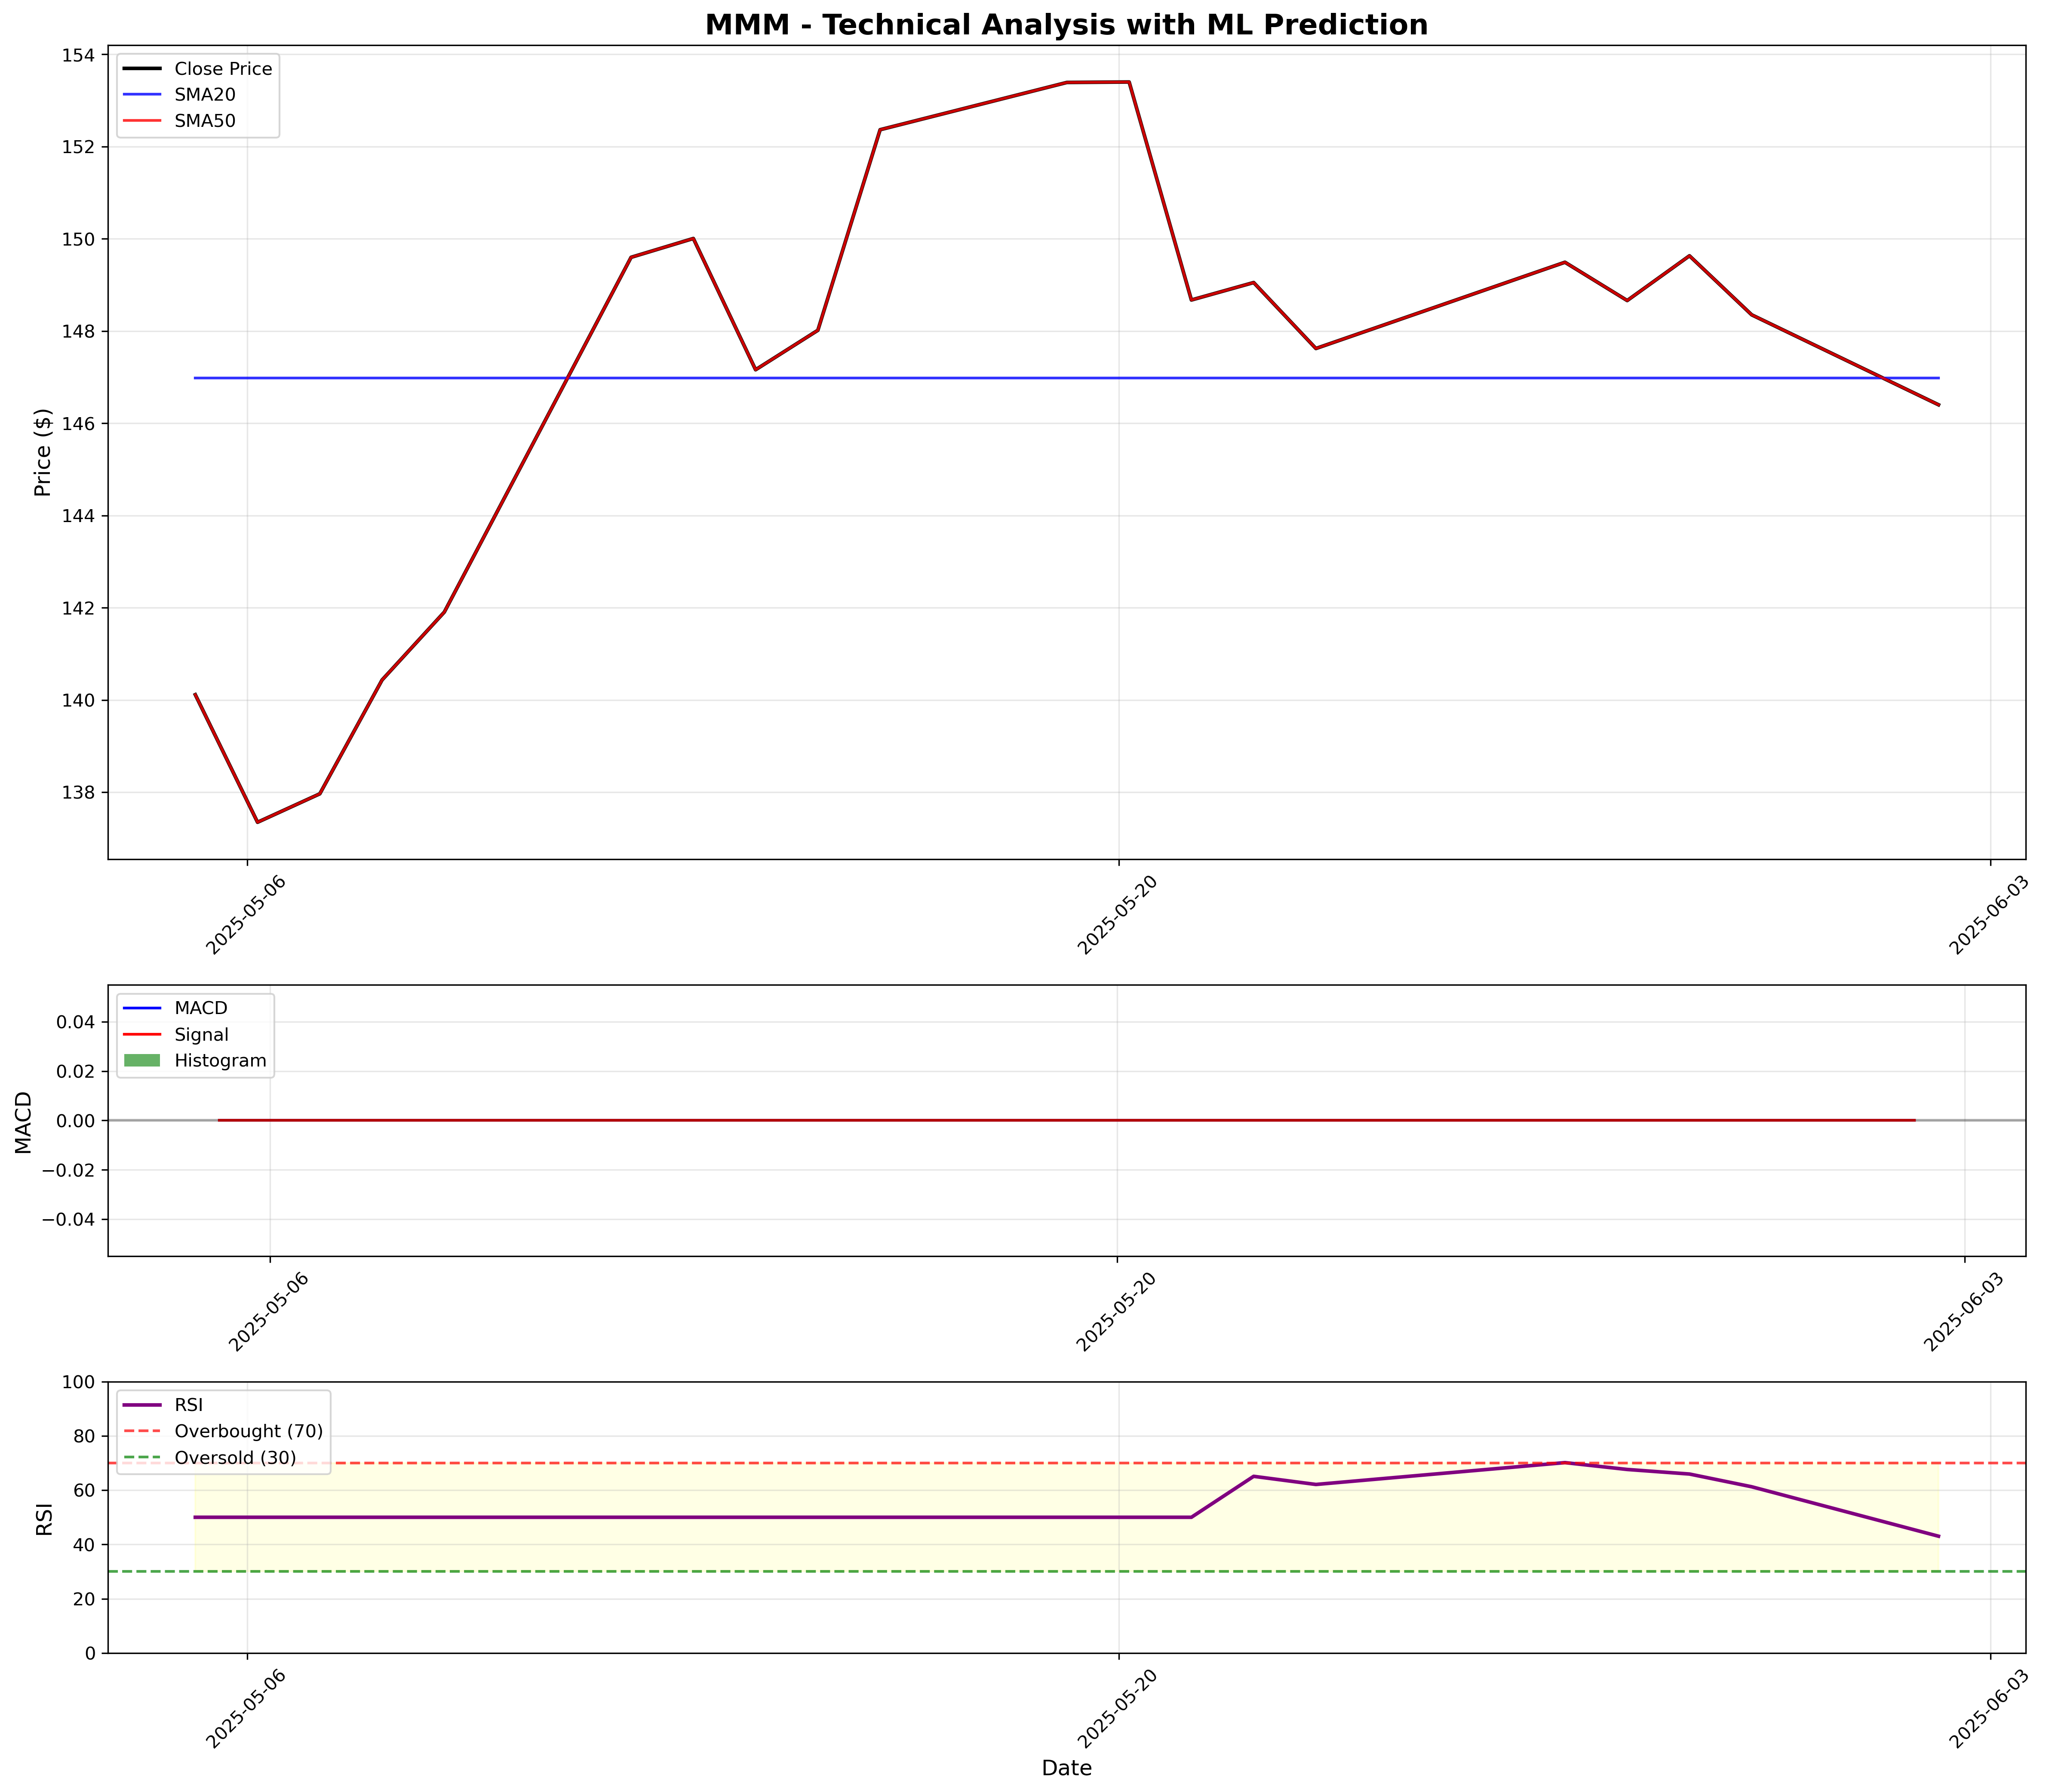 MMM - Technical Analysis with ML Prediction
Close Price
SMA20
SMA50
Price ($)
154
152
150
148
146
144
142
140
138
2025-05-06
2025-05-20
2025-06-03
MACD
Signal
Histogram
MACD
0.04
0.02
0.00
−0.02
−0.04
2025-05-06
2025-05-20
2025-06-03
RSI
Overbought (70)
Oversold (30)
RSI
100
80
60
40
20
0
2025-05-06
2025-05-20
2025-06-03
Date